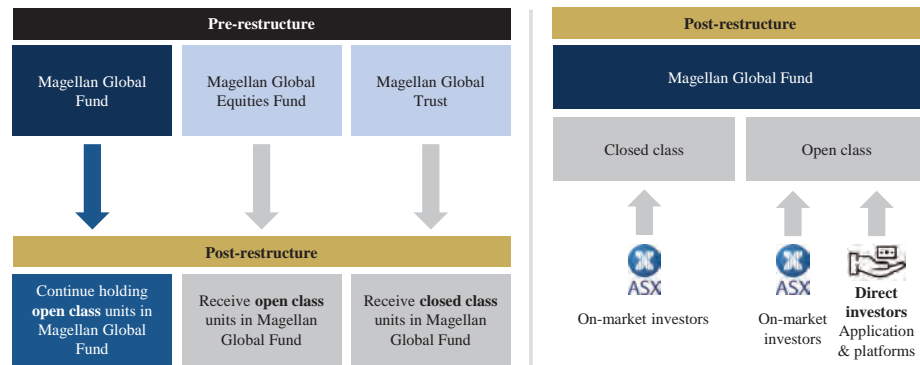 Pre-restructure
Magellan Global
Fund
Magellan Global
Equities Fund
Magellan Global
Trust
Post-restructure
Continue holding
open class units in
Magellan Global
Fund
Receive open class
units in Magellan
Global Fund
Receive closed class
units in Magellan
Global Fund
Post-restructure
Magellan Global Fund
Closed class
Open class
ASX
On-market investors
ASX
On-market
investors
Direct
investors
Application
& platforms